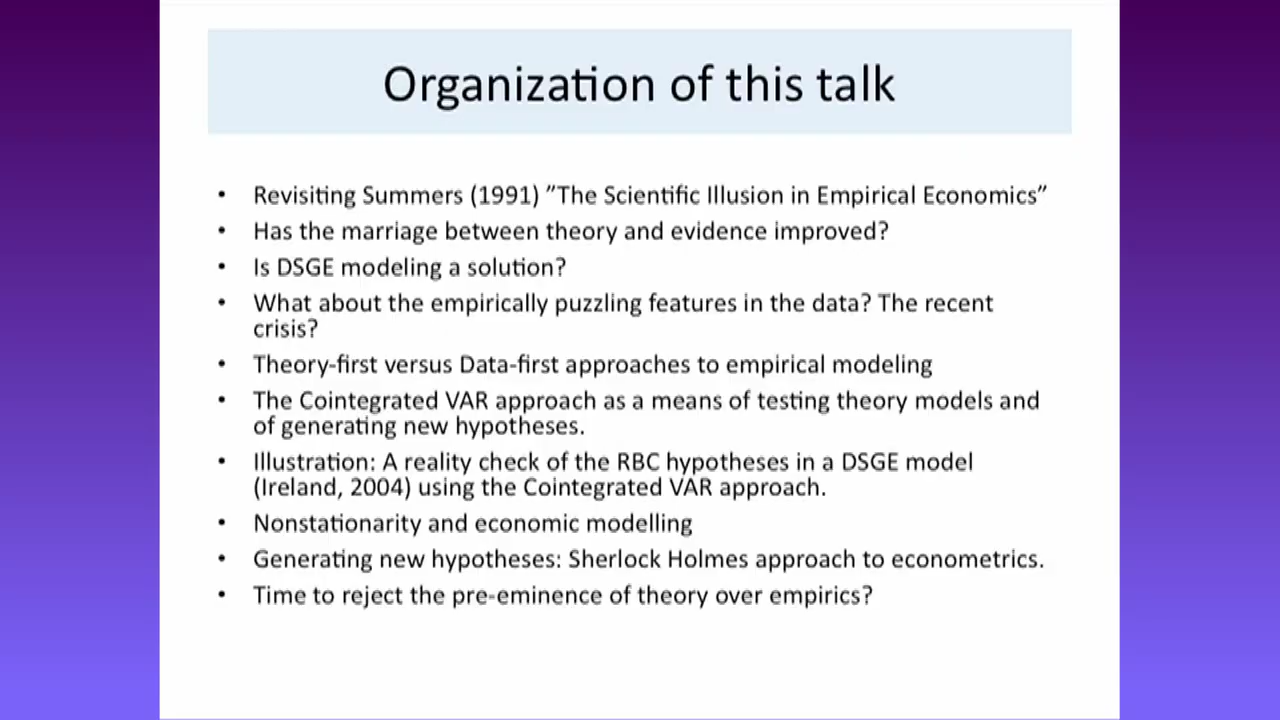 Organization of this talk
• Revisiting Summers (1991) ”The Scientific Illusion in Empirical Economics”
• Has the marriage between theory and evidence improved?
• Is DSGE modeling a solution?
• What about the empirically puzzling features in the data? The recent
crisis?
• Theory-first versus Data-first approaches to empirical modeling
• The Cointegrated VAR approach as a means of testing theory models and
of generating new hypotheses.
• Illustration: A reality check of the RBC hypotheses in a DSGE model
(Ireland, 2004) using the Cointegrated VAR approach.
• Nonstationarity and economic modelling
• Generating new hypotheses: Sherlock Holmes approach to econometrics.
• Time to reject the pre-eminence of theory over empirics?